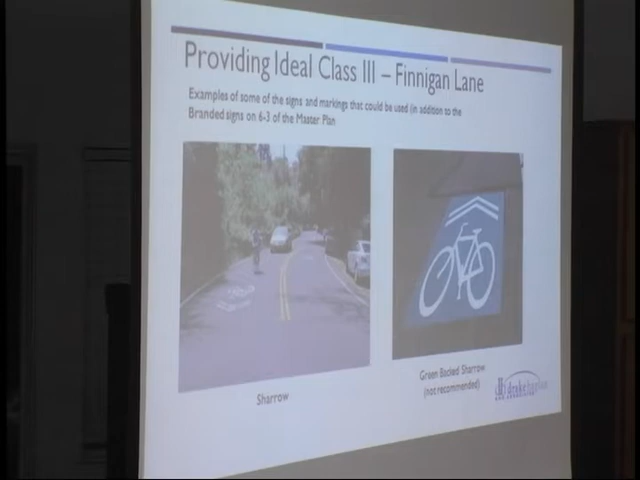 Providing Ideal Class III – Finnigan Lane
Examples of some of the signs and markings that could be used (in addition to the
Branded signs on 6-3 of the Master Plan
Sharrow
Green Backed Sharrow
(not recommended)